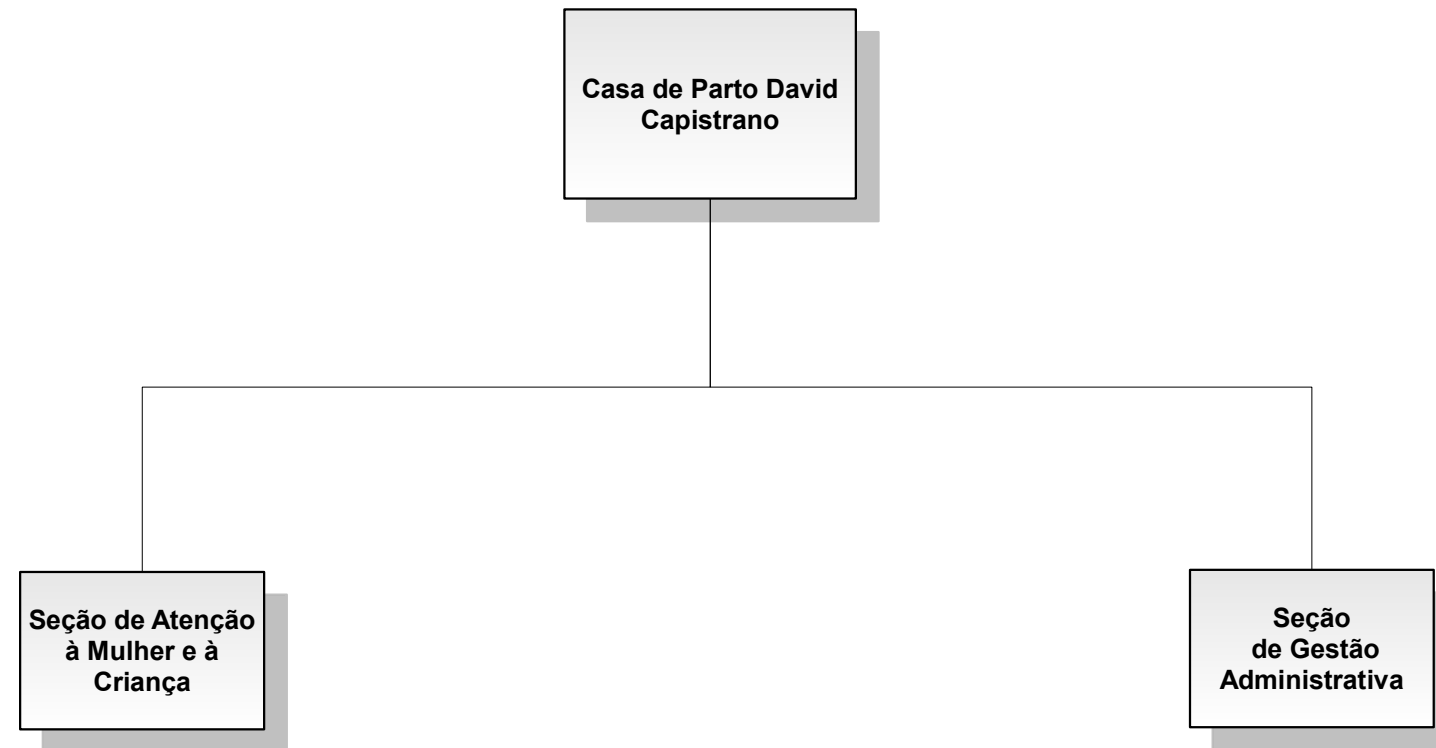 Casa de Parto David
Capistrano
Seção de Atenção
à Mulher e à
Criança
Seção
de Gestão
Administrativa